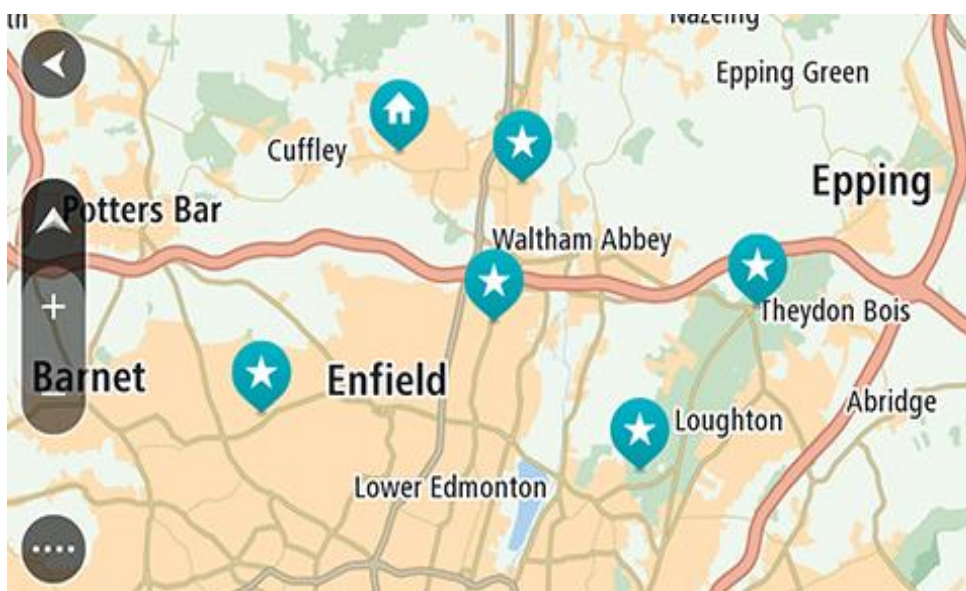 Nazeing
Epping Green
Cuffley
Epping
Potters Bar
Waltham Abbey
Theydon Bois
Barnet
Enfield
Abridge
Loughton
Lower Edmonton